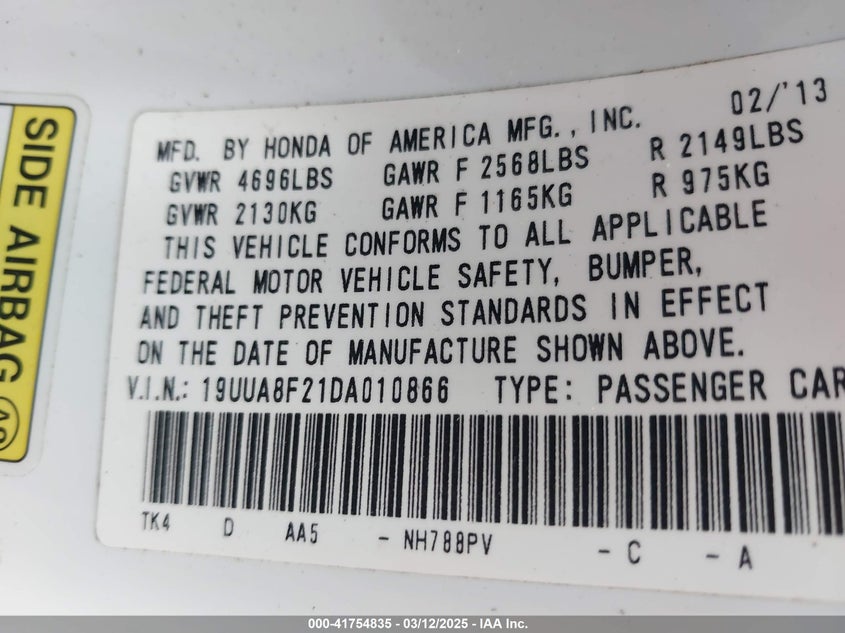 SIDE AIRBAG
02/'13
MFD. BY HONDA OF AMERICA MFG., INC.
GVWR 4696LBS GAWR F 2568LBS R 2149LBS
GVWR 2130KG GAWR F 1165KG R 975KG
THIS VEHICLE CONFORMS TO ALL APPLICABLE
FEDERAL MOTOR VEHICLE SAFETY, BUMPER,
AND THEFT PREVENTION STANDARDS IN EFFECT
ON THE DATE OF MANUFACTURE SHOWN ABOVE.
V.I.N.: 19UUA8F21DA010866 TYPE: PASSENGER CAR
TK4 D AA5 - NH788PV - C - A
000-41754835 - 03/12/2025 - IAA Inc.